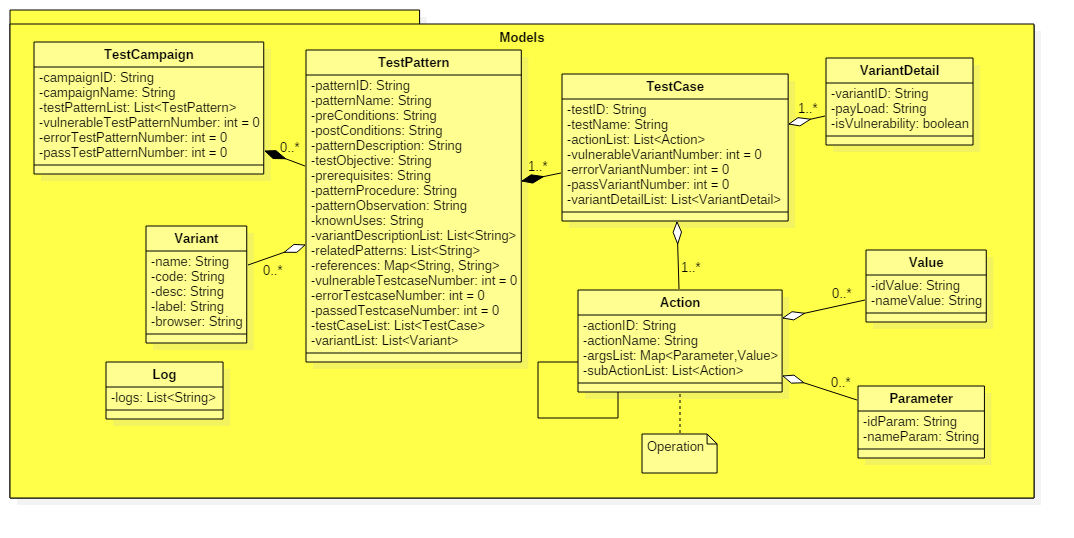 Models
TestCampaign
-campaignID: String
-campaignName: String
-testPatternList: List<TestPattern>
-vulnerableTestPatternNumber: int = 0
-errorTestPatternNumber: int = 0
-passTestPatternNumber: int = 0
0..*
TestPattern
-patternID: String
-patternName: String
-preConditions: String
-postConditions: String
-patternDescription: String
-testObjective: String
-prerequisites: String
-patternProcedure: String
-patternObservation: String
-knownUses: String
-variantDescriptionList: List<String>
-relatedPatterns: List<String>
-references: Map<String, String>
-vulnerableTestcaseNumber: int = 0
-errorTestcaseNumber: int = 0
-passedTestcaseNumber: int = 0
-testCaseList: List<TestCase>
-variantList: List<Variant>
1..*
TestCase
-testID: String
-testName: String
-actionList: List<Action>
-vulnerableVariantNumber: int = 0
-errorVariantNumber: int = 0
-passVariantNumber: int = 0
-variantDetailList: List<VariantDetail>
1..*
VariantDetail
-variantID: String
-payLoad: String
-isVulnerability: boolean
Variant
-name: String
-code: String
-desc: String
-label: String
-browser: String
0..*
Log
-logs: List<String>
1..*
Action
-actionID: String
-actionName: String
-argsList: Map<Parameter,Value>
-subActionList: List<Action>
0..*
Value
-idValue: String
-nameValue: String
0..*
Parameter
-idParam: String
-nameParam: String
Operation